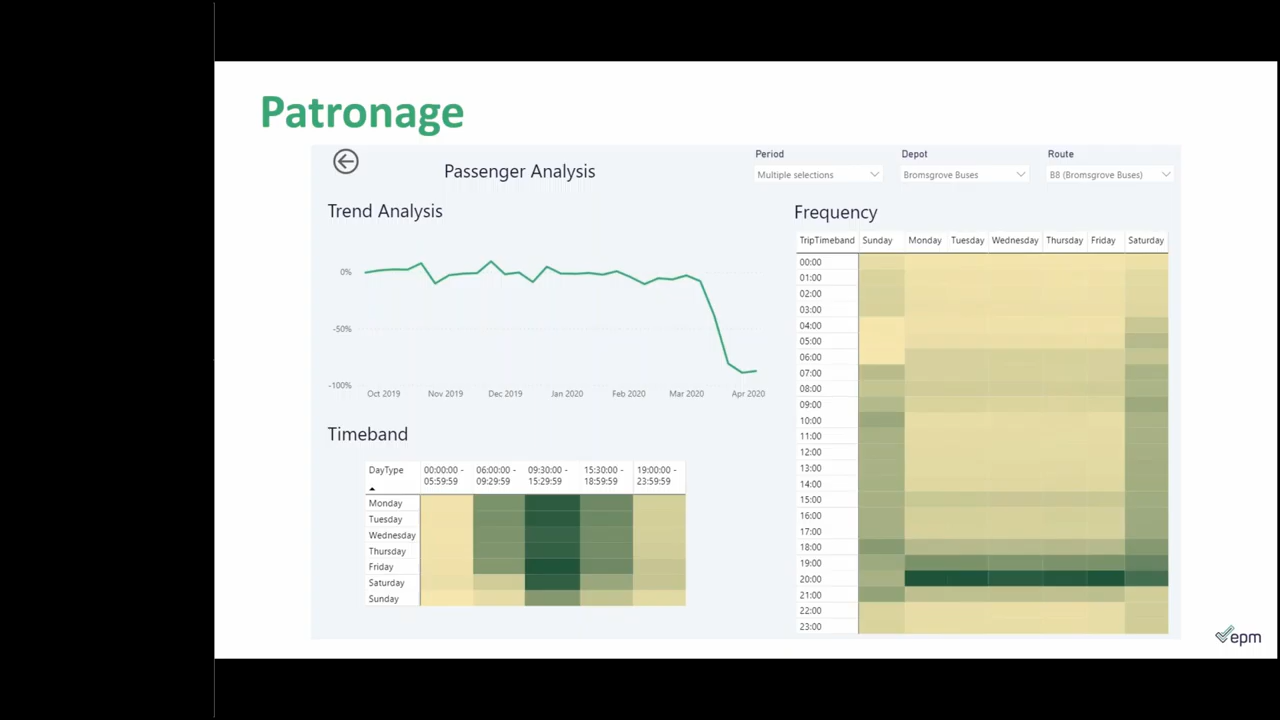 Patronage
Passenger Analysis
Period
Multiple selections
Depot
Bromsgrove Buses
Route
B8 (Bromsgrove Buses)
Trend Analysis
0%
-50%
-100%
Oct 2019 Nov 2019 Dec 2019 Jan 2020 Feb 2020 Mar 2020 Apr 2020
Timeband
DayType 00:00:00 - 06:00:00 - 09:30:00 - 15:30:00 - 19:00:00 -
05:59:59 09:29:59 15:29:59 18:59:59 23:59:59
Monday
Tuesday
Wednesday
Thursday
Friday
Saturday
Sunday
Frequency
TripTimeband Sunday Monday Tuesday Wednesday Thursday Friday Saturday
00:00
01:00
02:00
03:00
04:00
05:00
06:00
07:00
08:00
09:00
10:00
11:00
12:00
13:00
14:00
15:00
16:00
17:00
18:00
19:00
20:00
21:00
22:00
23:00
epm